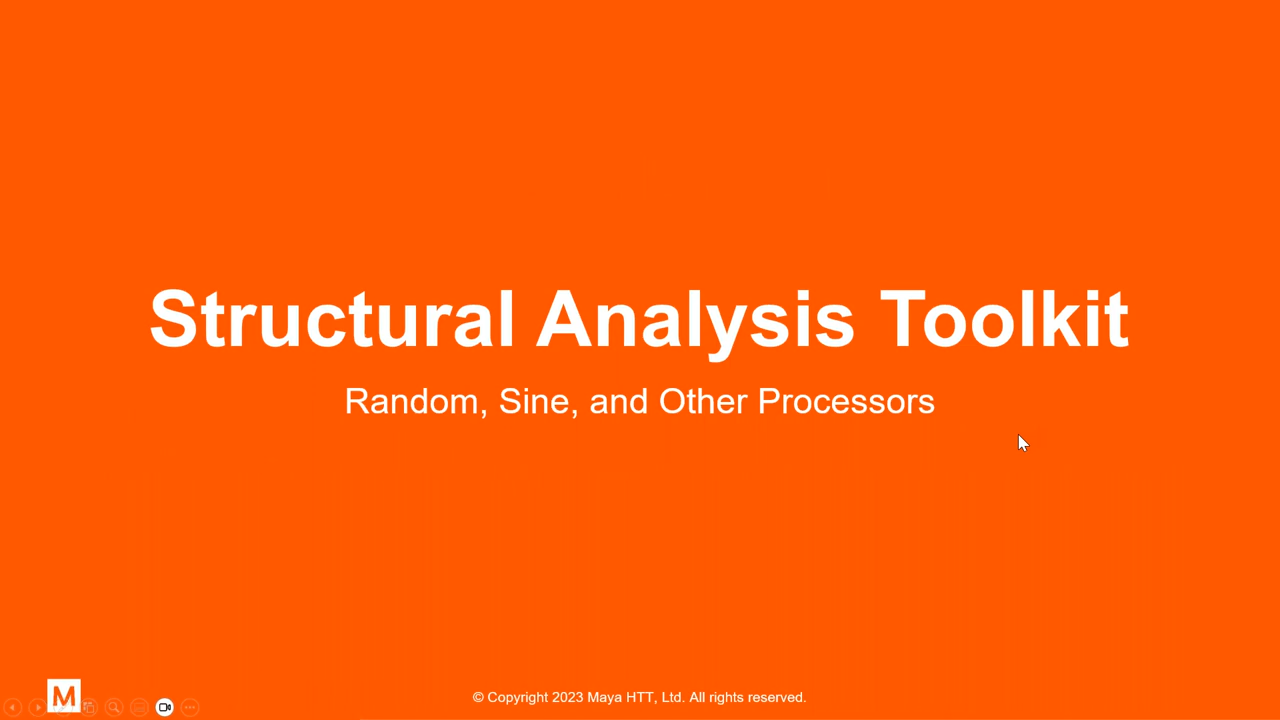 Structural Analysis Toolkit
Random, Sine, and Other Processors
M
© Copyright 2023 Maya HTT, Ltd. All rights reserved.